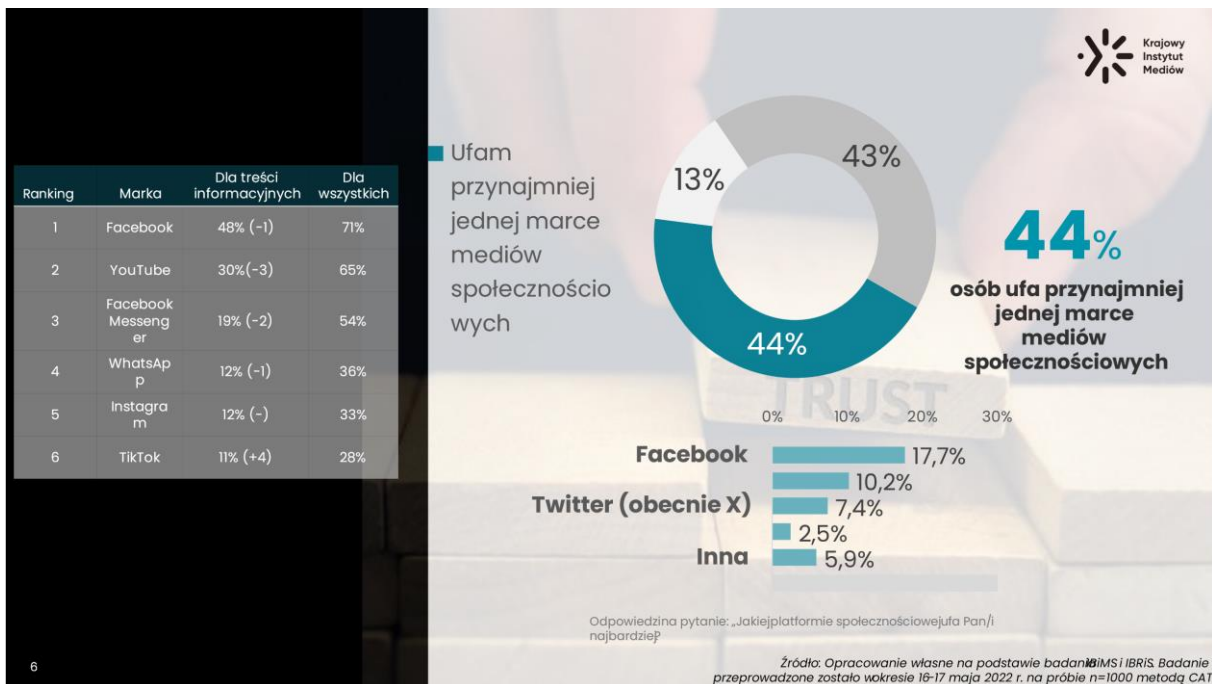 Krajowy
Instytut
Mediów
Ranking Marka Dla treści informacyjnych Dla wszystkich
1 Facebook 48% (-1) 71%
2 YouTube 30%(-3) 65%
3 Facebook Messeng er 19% (-2) 54%
4 WhatsAp p 12% (-1) 36%
5 Instagra m 12% (-) 33%
6 TikTok 11% (+4) 28%
Ufam
przynajmniej
jednej marce
mediów
społecznościo
wych
43%
13%
44%
44%
osób ufa przynajmniej
jednej marce
mediów
społecznościowych
TRUST
0% 10% 20% 30%
Facebook 17,7%
10,2%
Twitter (obecnie X) 7,4%
2,5%
Inna 5,9%
Odpowiedzina pytanie: „Jakiejplatformie społecznościowejufa Pan/i
najbardziej?
Źródło: Opracowanie własne na podstawie badania IBiMS i IBRiS. Badanie
przeprowadzone zostało wokresie 16-17 maja 2022 r. na próbie n=1000 metodą CAT
6